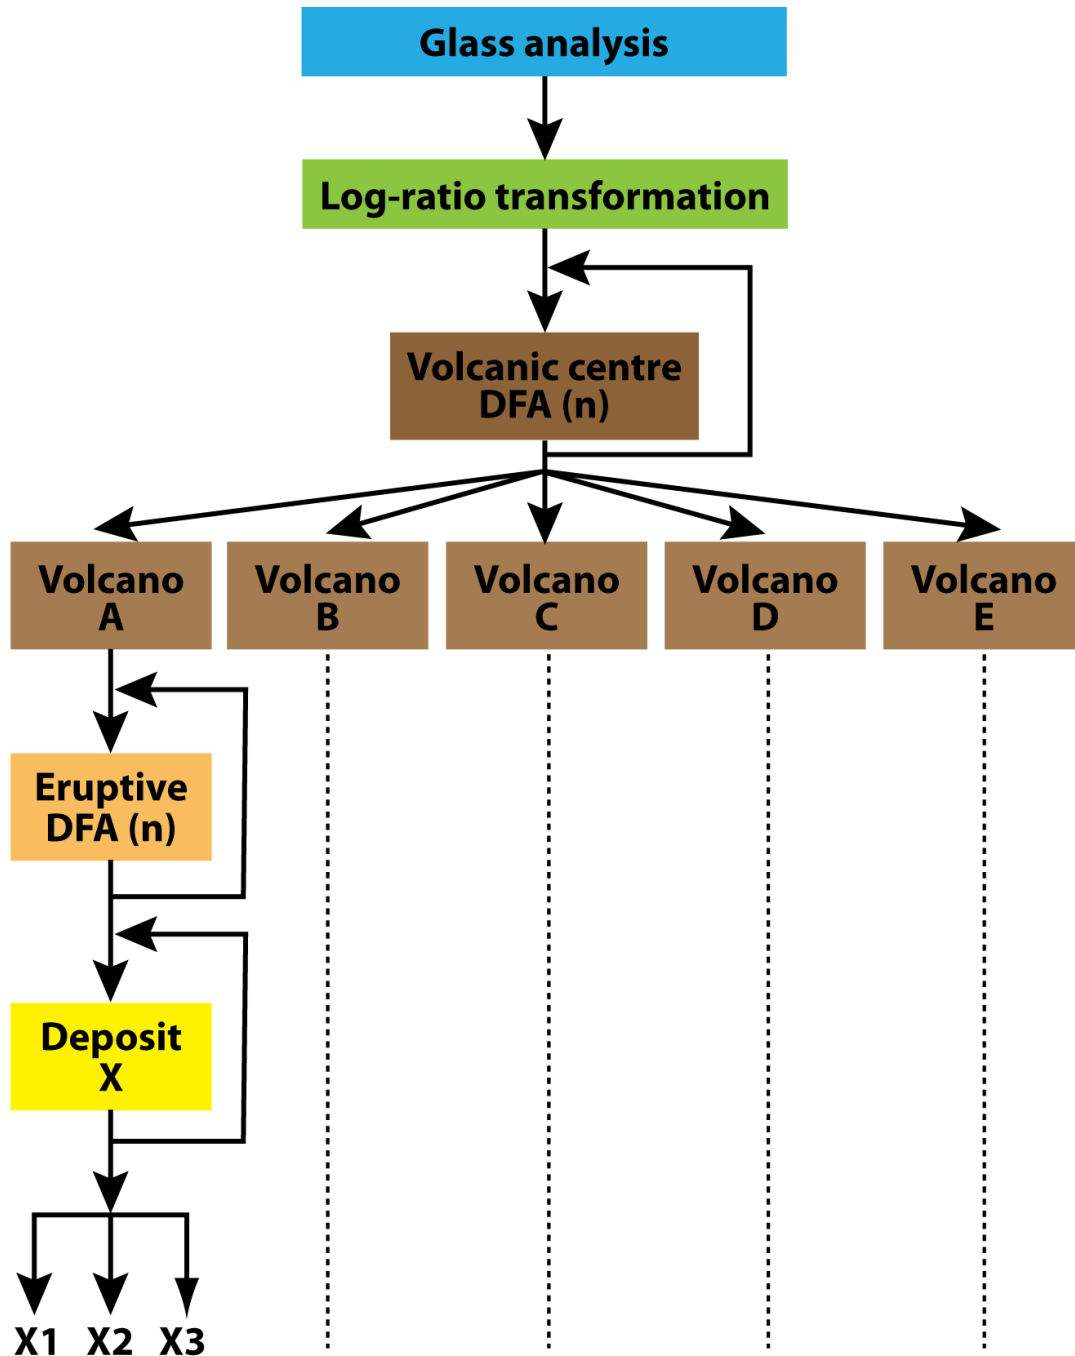 Glass analysis
Log-ratio transformation
Volcanic centre
DFA (n)
Volcano
A
Volcano
B
Volcano
C
Volcano
D
Volcano
E
Eruptive
DFA (n)
Deposit
X
X1 X2 X3